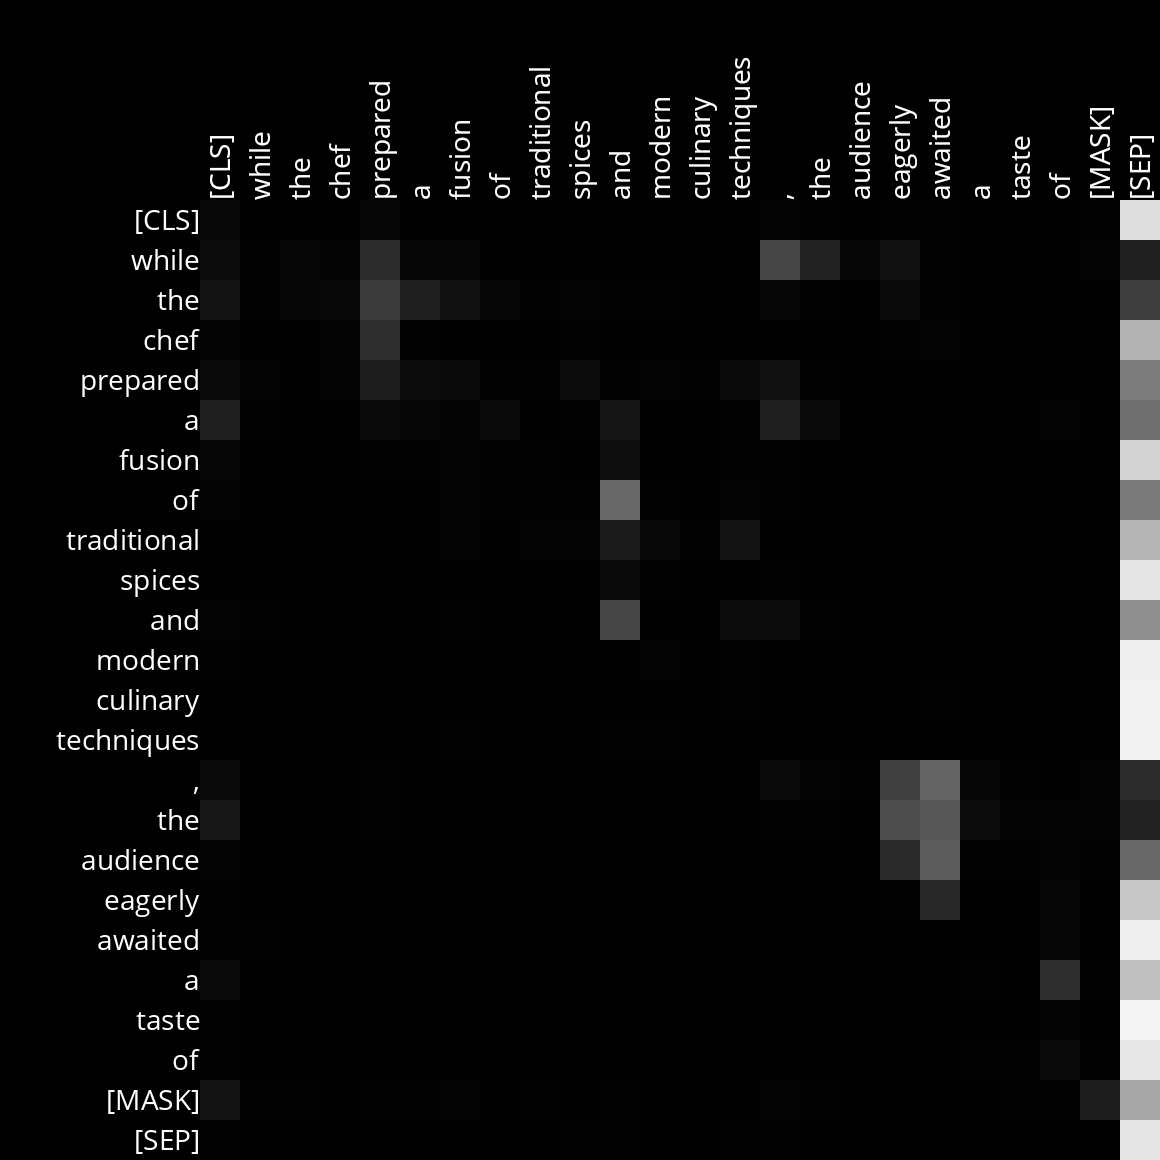 [CLS] while the chef prepared a fusion of traditional spices and modern culinary techniques , the audience eagerly awaited a taste of [MASK] [SEP]
[CLS]
while
the
chef
prepared
a
fusion
of
traditional
spices
and
modern
culinary
techniques
,
the
audience
eagerly
awaited
a
taste
of
[MASK]
[SEP]